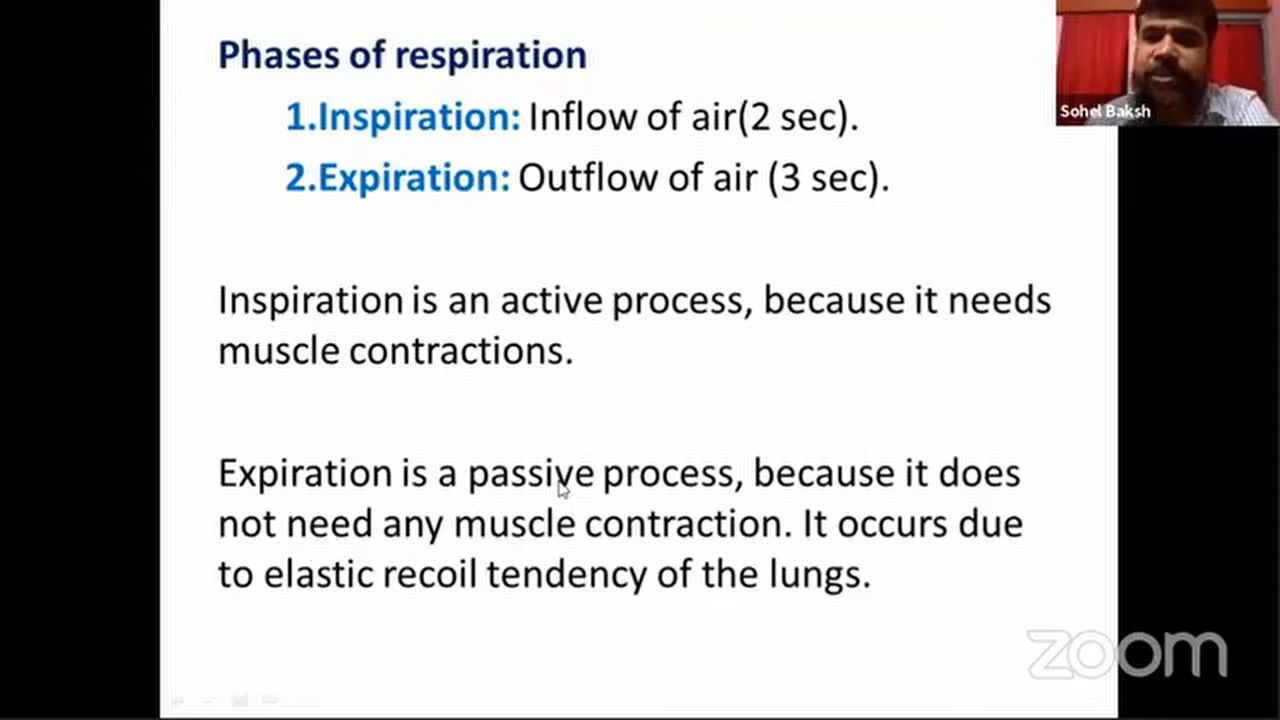 Phases of respiration
1.Inspiration: Inflow of air(2 sec).
2.Expiration: Outflow of air (3 sec).
Inspiration is an active process, because it needs
muscle contractions.
Expiration is a passive process, because it does
not need any muscle contraction. It occurs due
to elastic recoil tendency of the lungs.
Sohel Baksh
zoom